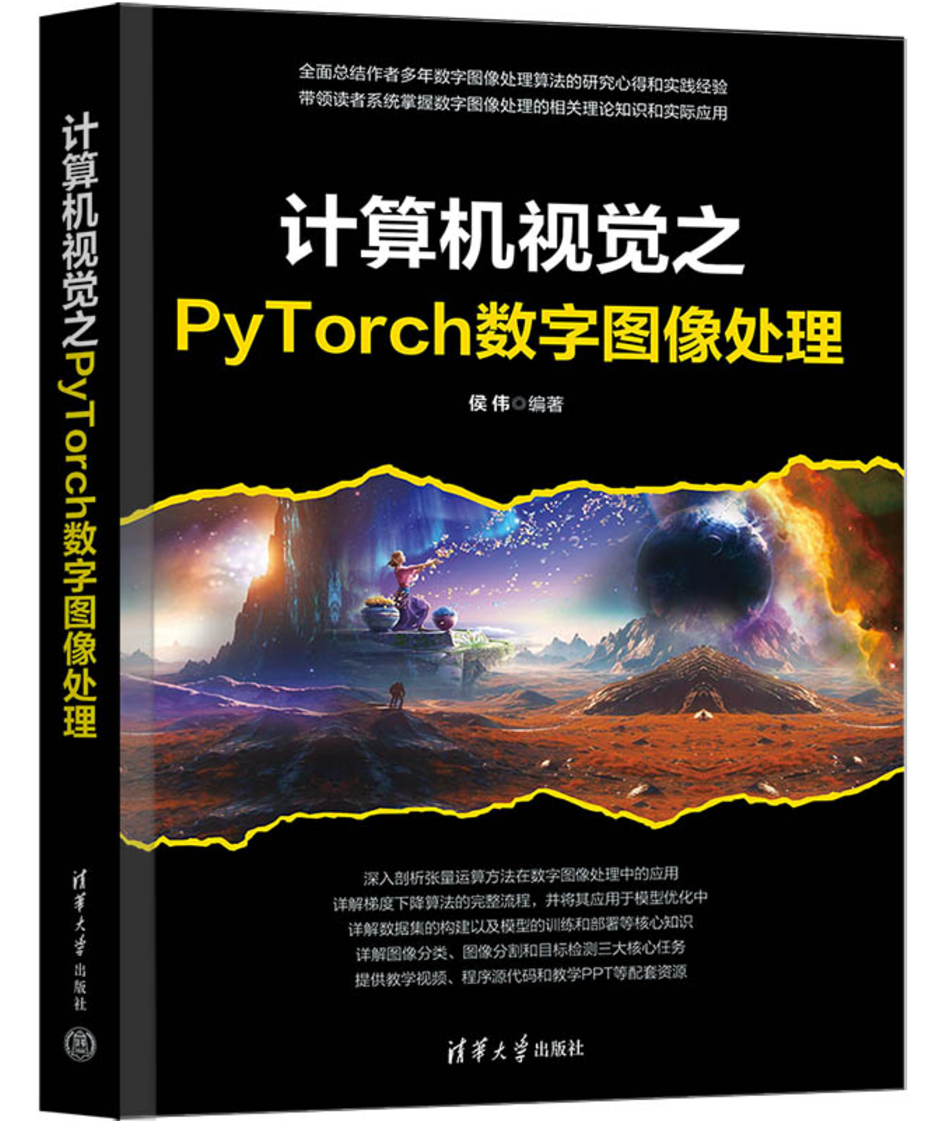 全面总结作者多年数字图像处理算法的研究心得和实践经验
带领读者系统掌握数字图像处理的相关理论知识和实际应用
计算机视觉之
PyTorch数字图像处理
侯 伟 编著
深入剖析张量运算方法在数字图像处理中的应用
详解梯度下降算法的完整流程，并将其应用于模型优化中
详解数据集的构建以及模型的训练和部署等核心知识
详解图像分类、图像分割和目标检测三大核心任务
提供教学视频、程序源代码和教学PPT等配套资源
清华大学出版社
计算机视觉之PyTorch数字图像处理
清华大学出版社